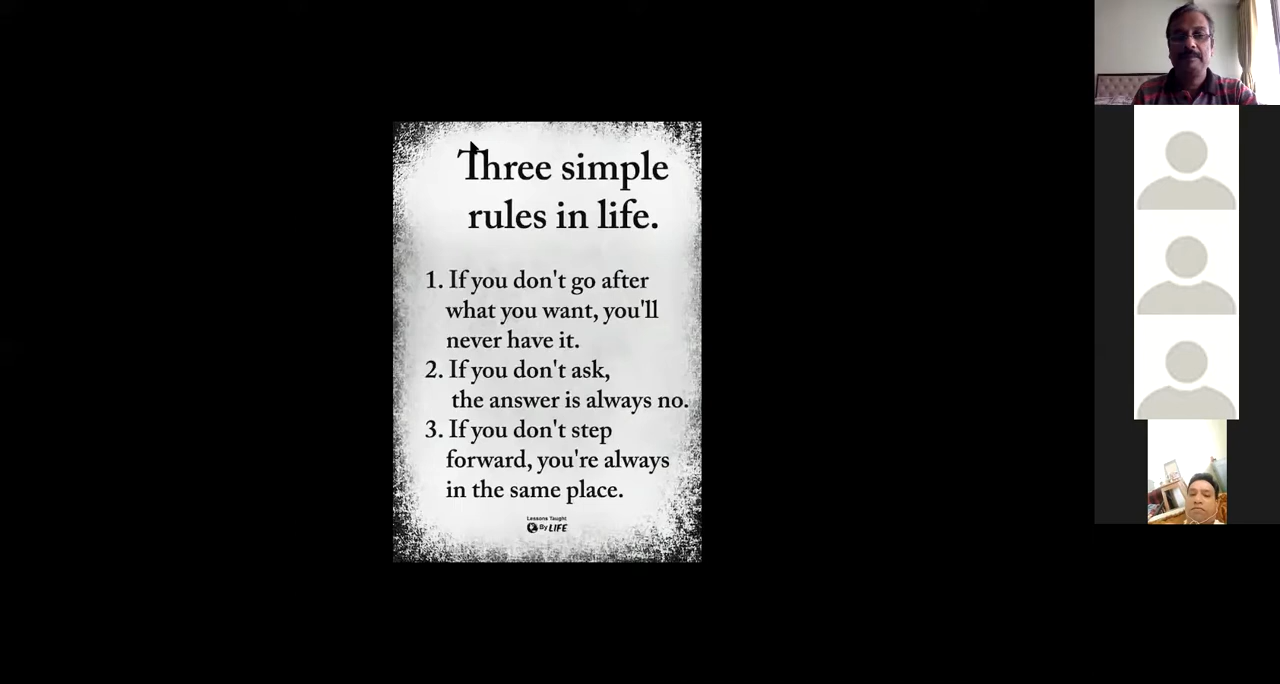 Three simple
rules in life.
1. If you don't go after
what you want, you'll
never have it.
2. If you don't ask,
the answer is always no.
3. If you don't step
forward, you're always
in the same place.
Lessons Taught
By LIFE